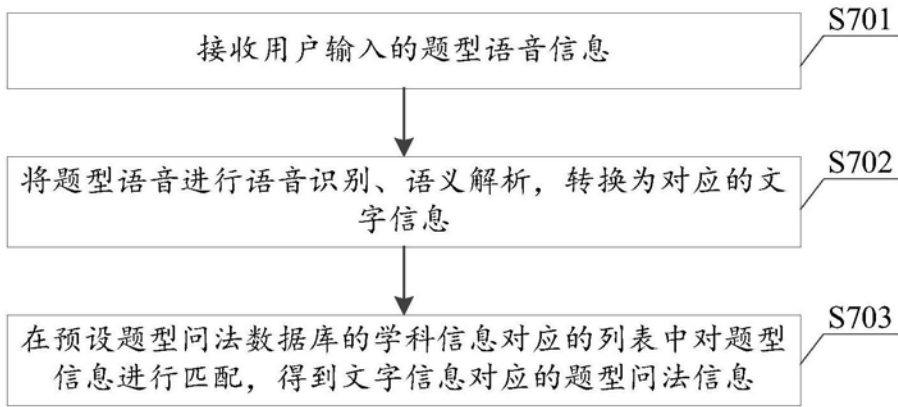 S701
接收用户输入的题型语音信息
S702
将题型语音进行语音识别、语义解析，转换为对应的文
字信息
S703
在预设题型问法数据库的学科信息对应的列表中对题型
信息进行匹配，得到文字信息对应的题型问法信息